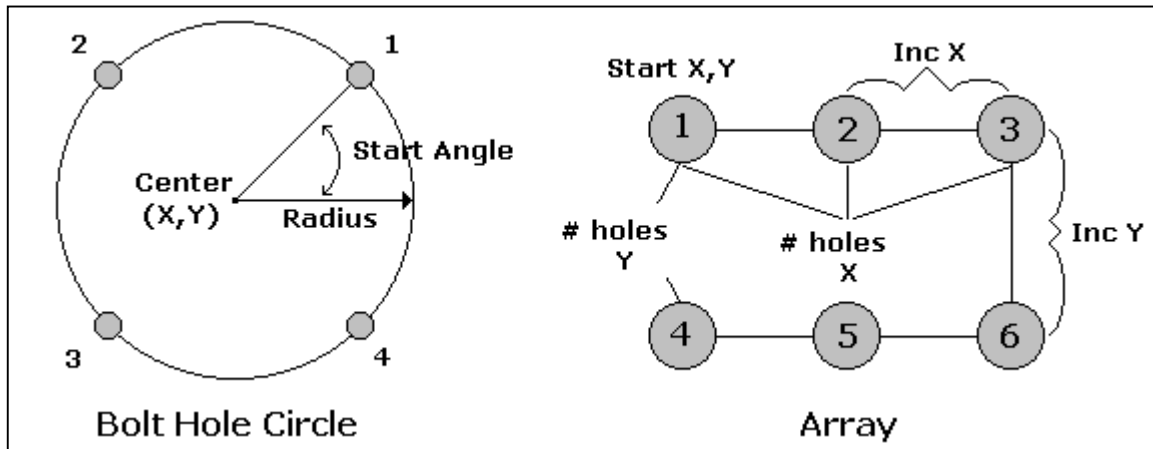 2
1
Start Angle
Center
(X,Y)
Radius
3
4
Bolt Hole Circle
Start X,Y
Inc X
1
2
3
# holes
Y
# holes
X
Inc Y
4
5
6
Array